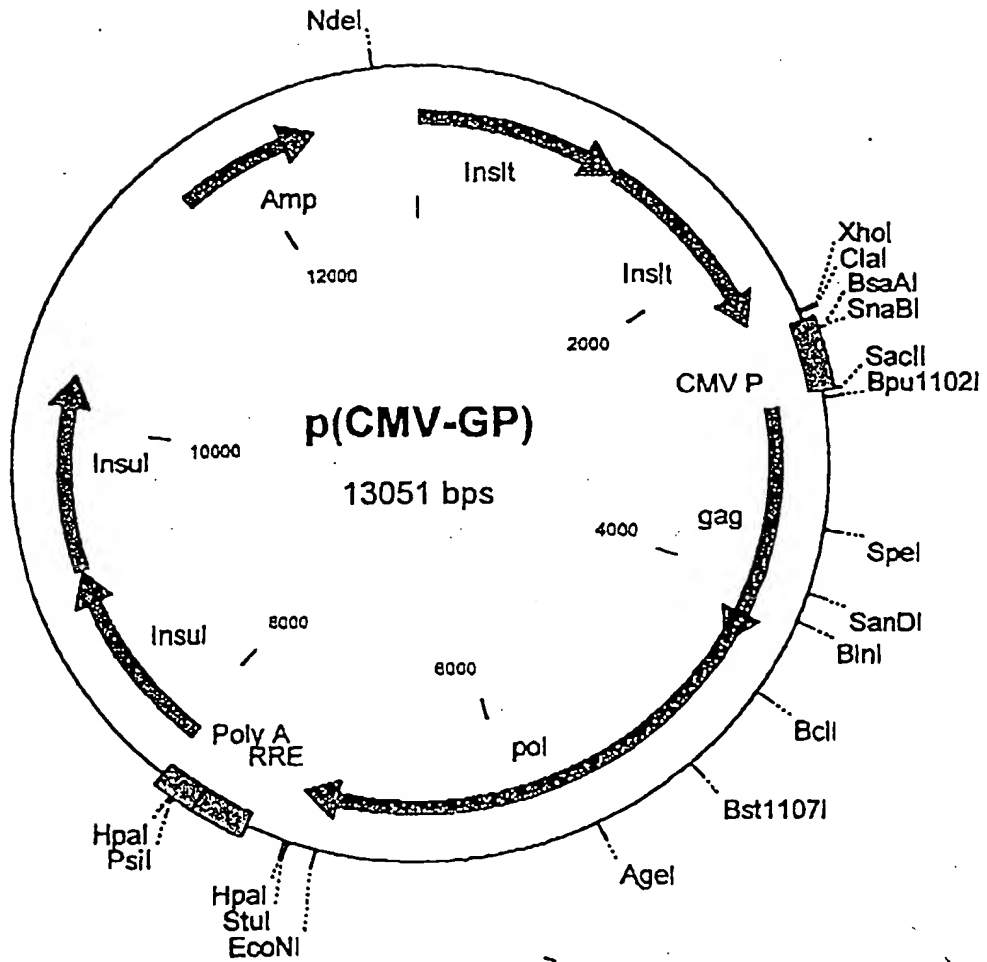 NdeI
Inslt
Amp
12000
XhoI
ClaI
BsaAI
SnaBI
Inslt
2000
SacII
CMV P
Bpu1102I
p(CMV-GP)
Insul
10000
13051 bps
gag
4000
SpeI
SanDI
Insul
8000
BlnI
6000
BclI
Poly A
RRE
pol
Bst1107I
HpaI
PsiI
AgeI
HpaI
StuI
EcoNI